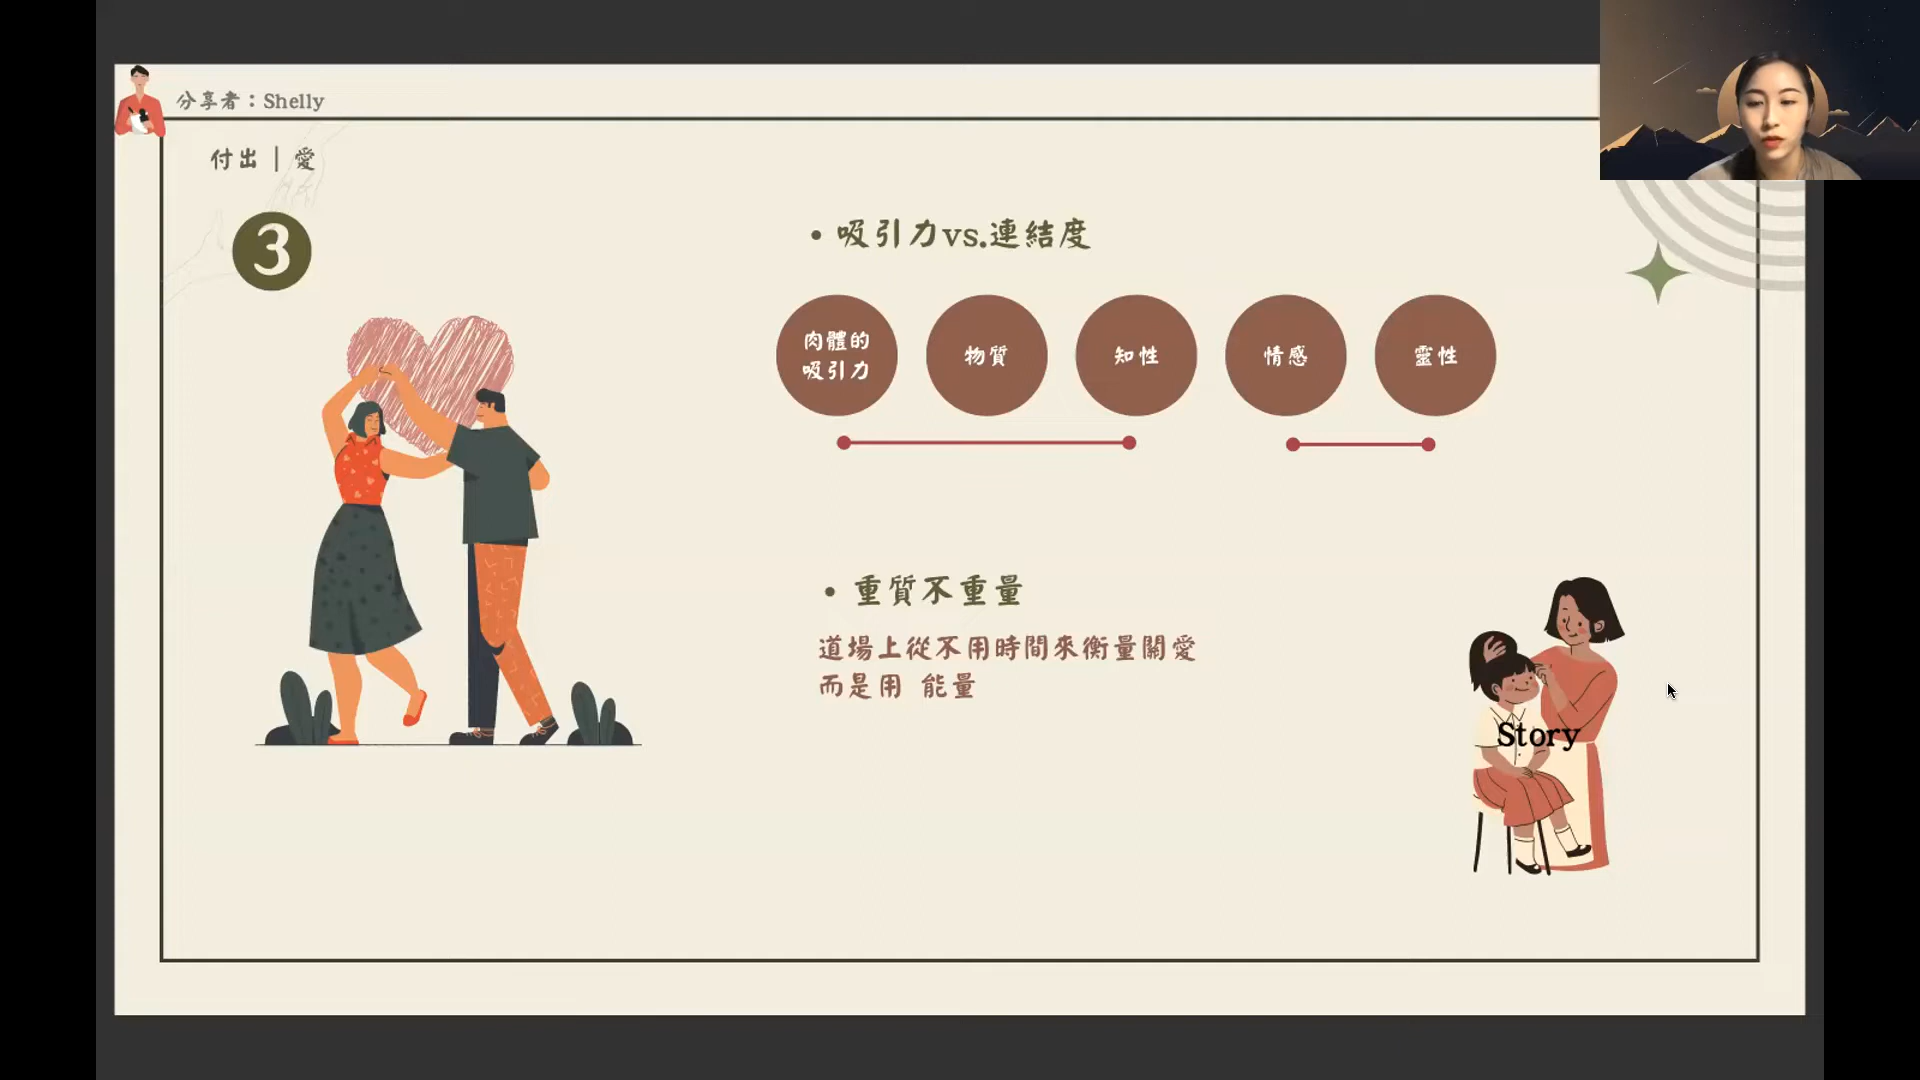 分享者：Shelly
付出｜愛
3
• 吸引力vs.連結度
肉體的
吸引力
物質
知性
情感
靈性
• 重質不重量
道場上從不用時間來衡量關愛
而是用 能量
Story